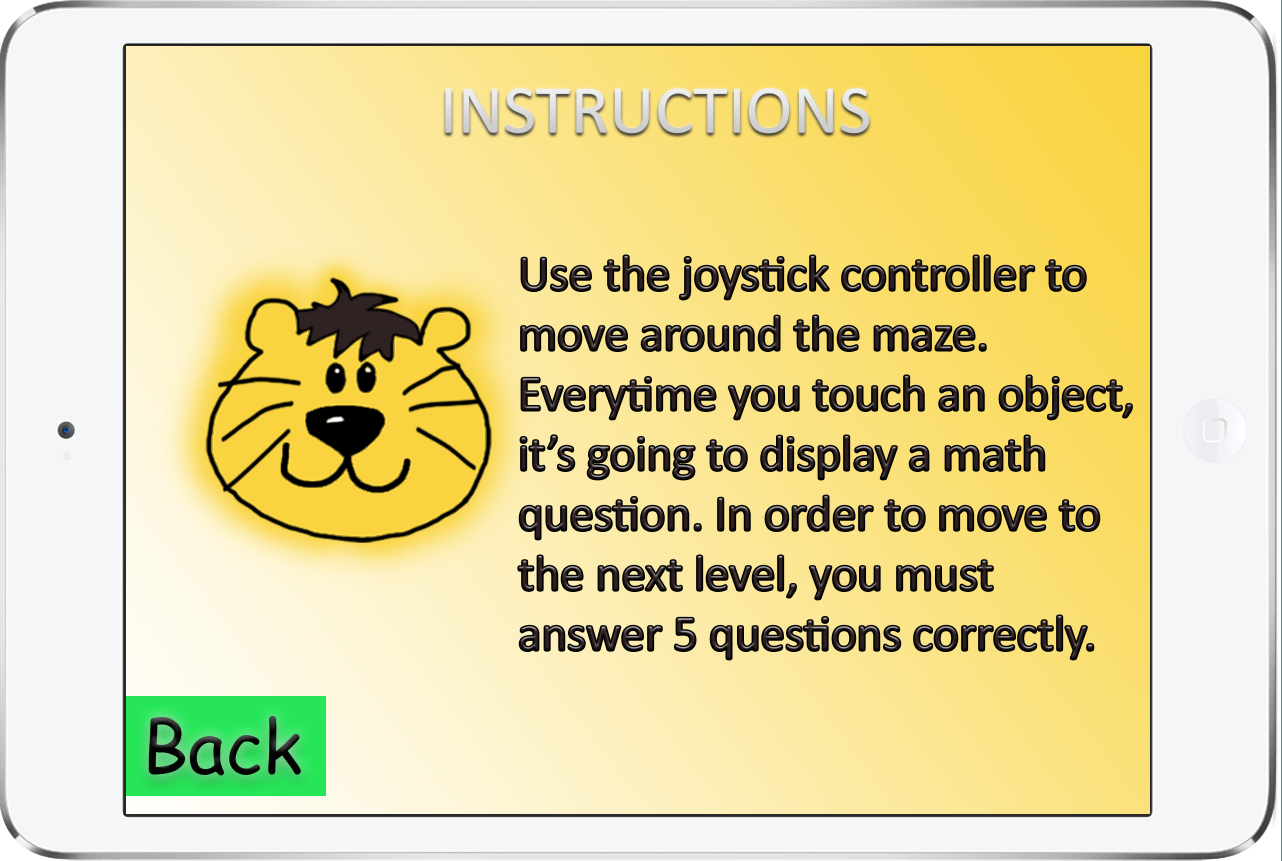 INSTRUCTIONS
Use the joystick controller to
move around the maze.
Everytime you touch an object,
it’s going to display a math
question. In order to move to
the next level, you must
answer 5 questions correctly.
Back